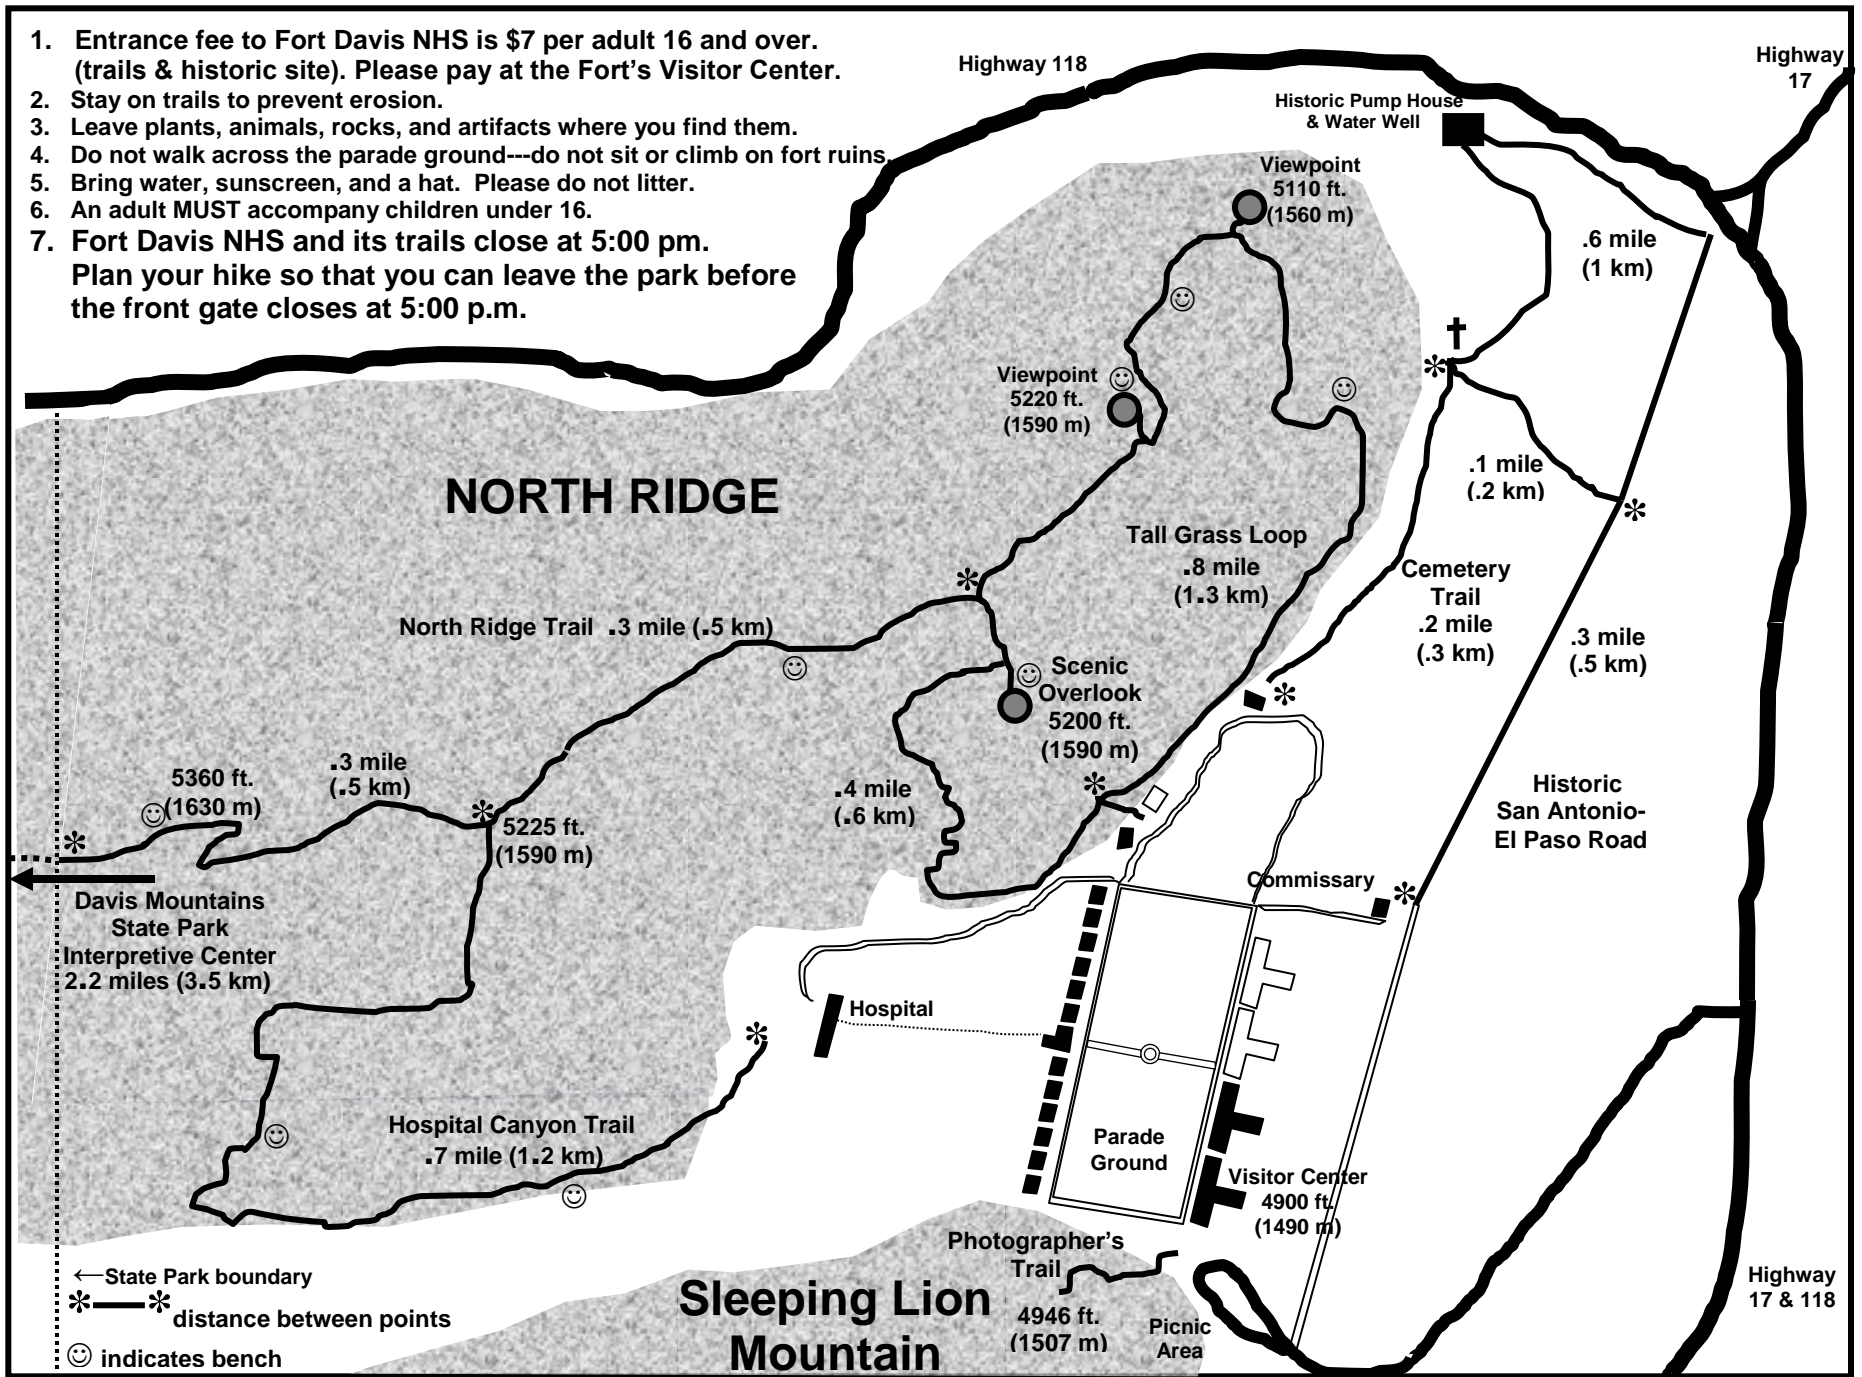 1. Entrance fee to Fort Davis NHS is $7 per adult 16 and over.
(trails & historic site). Please pay at the Fort's Visitor Center.
2. Stay on trails to prevent erosion.
3. Leave plants, animals, rocks, and artifacts where you find them.
4. Do not walk across the parade ground---do not sit or climb on fort ruins.
5. Bring water, sunscreen, and a hat. Please do not litter.
6. An adult MUST accompany children under 16.
7. Fort Davis NHS and its trails close at 5:00 pm.
Plan your hike so that you can leave the park before
the front gate closes at 5:00 p.m.
Highway 118
Highway
17
Historic Pump House
& Water Well
Viewpoint
5110 ft.
(1560 m)
.6 mile
(1 km)
Viewpoint
5220 ft.
(1590 m)
NORTH RIDGE
.1 mile
(.2 km)
Tall Grass Loop
.8 mile
(1.3 km)
Cemetery
Trail
.2 mile
(.3 km)
.3 mile
(.5 km)
North Ridge Trail .3 mile (.5 km)
Scenic
Overlook
5200 ft.
(1590 m)
5360 ft.
(1630 m)
.3 mile
(.5 km)
.4 mile
(.6 km)
5225 ft.
(1590 m)
Historic
San Antonio-
El Paso Road
Commissary
Davis Mountains
State Park
Interpretive Center
2.2 miles (3.5 km)
Hospital
Hospital Canyon Trail
.7 mile (1.2 km)
Parade
Ground
Visitor Center
4900 ft.
(1490 m)
Photographer's
Trail
4946 ft.
(1507 m)
Picnic
Area
Sleeping Lion
Mountain
Highway
17 & 118
←State Park boundary
distance between points
indicates bench